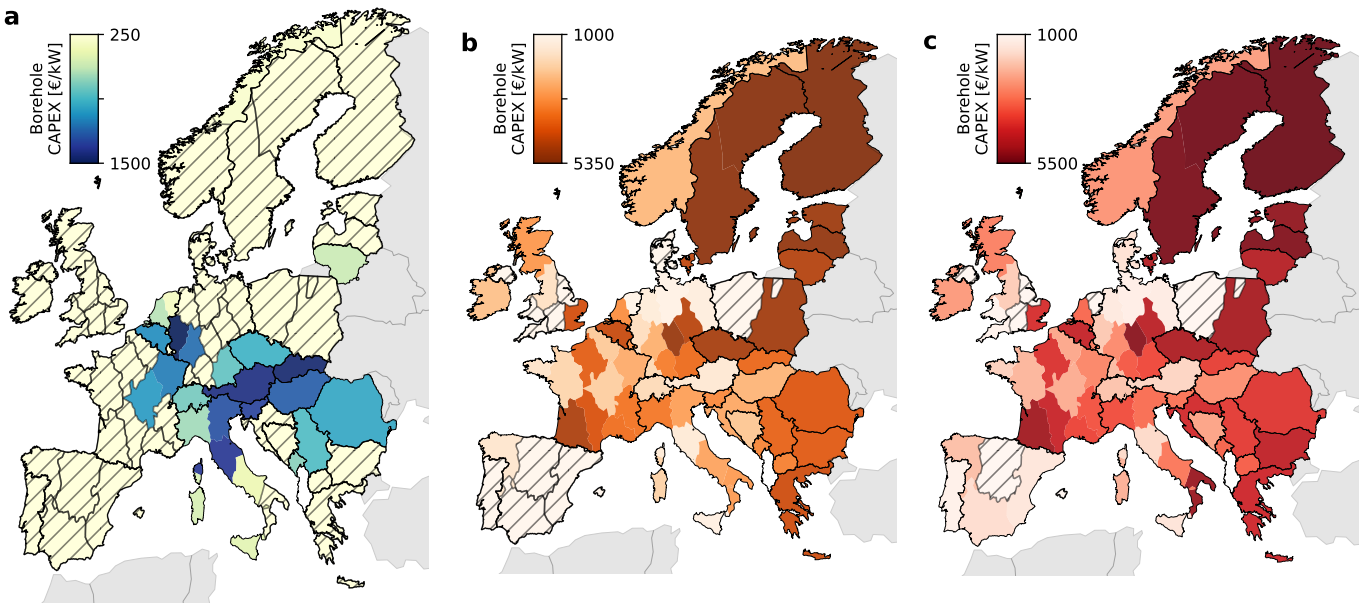 a
Borehole
CAPEX [€/kW]
250
1500
b
Borehole
CAPEX [€/kW]
1000
5350
c
Borehole
CAPEX [€/kW]
1000
5500